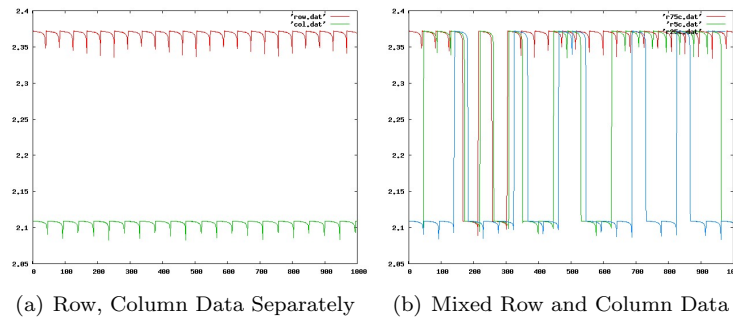 2.4
2.35
2.3
2.25
2.2
2.15
2.1
2.05
0 100 200 300 400 500 600 700 800 900 1000
'row.dat'
'col.dat'
2.4
2.35
2.3
2.25
2.2
2.15
2.1
2.05
0 100 200 300 400 500 600 700 800 900 1000
'r75c.dat'
'r5c.dat'
'r25c.dat'
(a) Row, Column Data Separately
(b) Mixed Row and Column Data